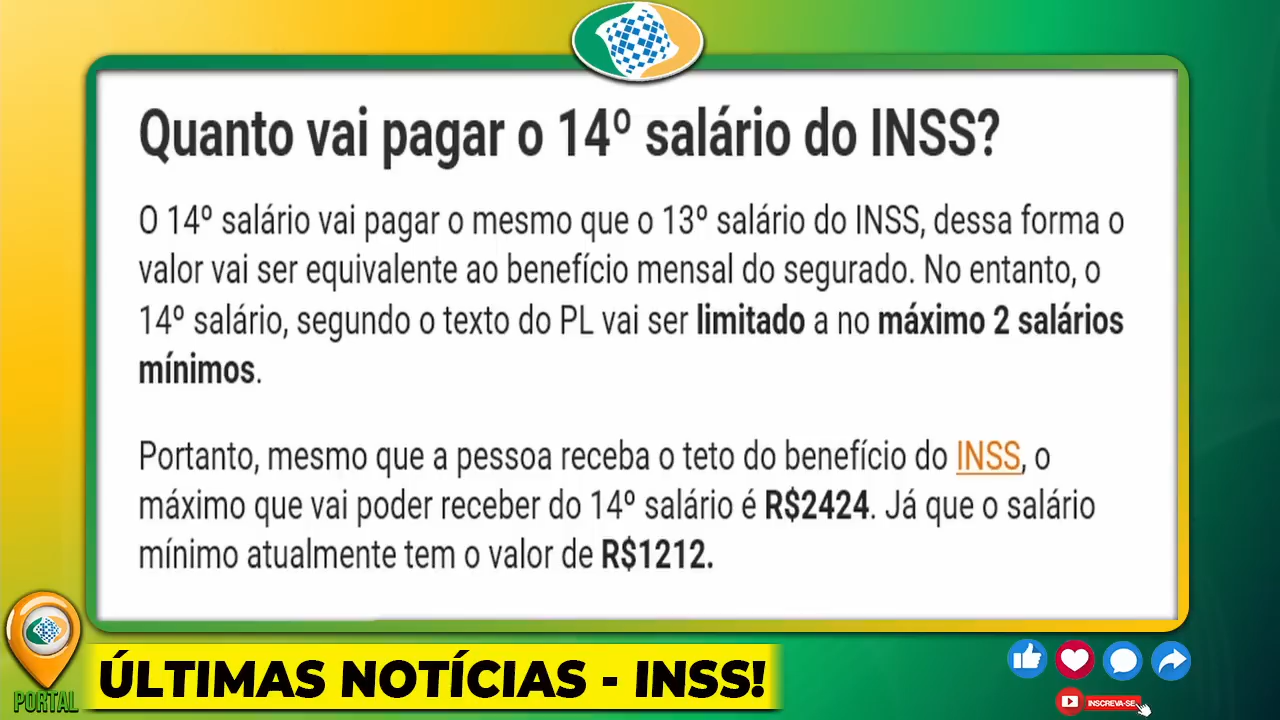 Quanto vai pagar o 14º salário do INSS?
O 14º salário vai pagar o mesmo que o 13º salário do INSS, dessa forma o
valor vai ser equivalente ao benefício mensal do segurado. No entanto, o
14º salário, segundo o texto do PL vai ser limitado a no máximo 2 salários
mínimos.
Portanto, mesmo que a pessoa receba o teto do benefício do INSS, o
máximo que vai poder receber do 14º salário é R$2424. Já que o salário
mínimo atualmente tem o valor de R$1212.
PORTAL
ÚLTIMAS NOTÍCIAS - INSS!
INSCREVA-SE